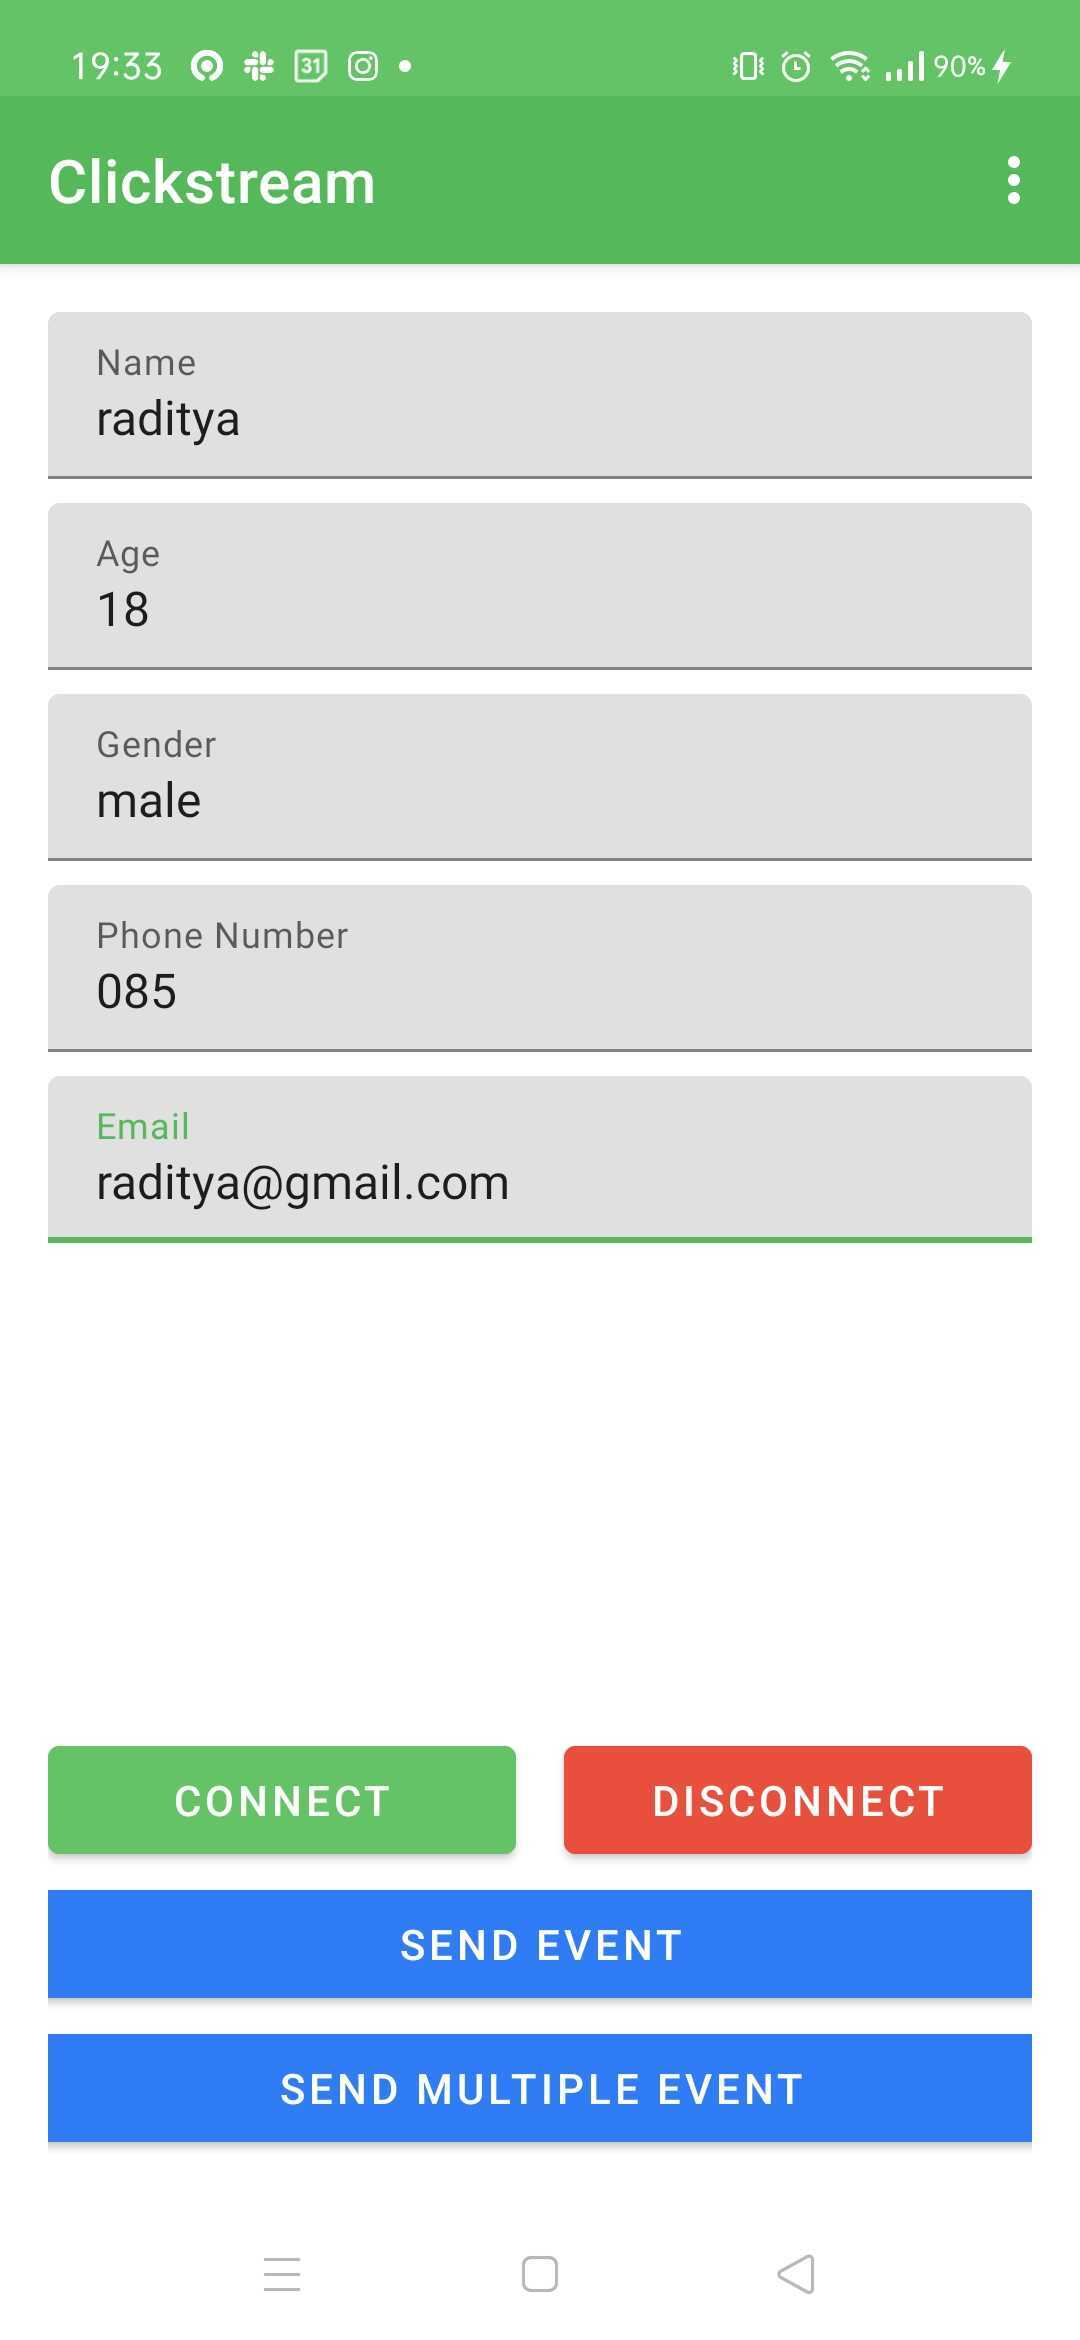 19:33 31 90%
Clickstream
Name
raditya
Age
18
Gender
male
Phone Number
085
Email
raditya@gmail.com
CONNECT DISCONNECT
SEND EVENT
SEND MULTIPLE EVENT